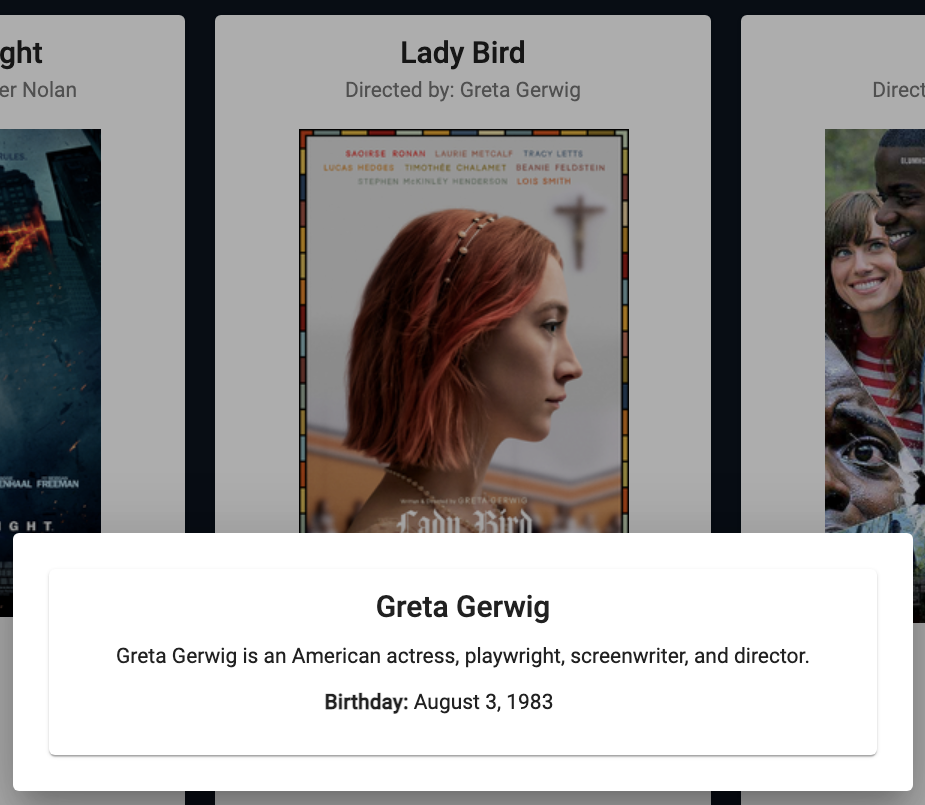 ght
er Nolan
RULES.
ENHAAL FREEMAN
IGHT
Lady Bird
Directed by: Greta Gerwig
SAOIRSE RONAN LAURIE METCALF TRACY LETTS
LUCAS HEDGES TIMOTHÉE CHALAMET BEANIE FELDSTEIN
STEPHEN McKINLEY HENDERSON LOIS SMITH
Written & Directed by GRETA GERWIG
Lady Bird
Direct
Greta Gerwig
Greta Gerwig is an American actress, playwright, screenwriter, and director.
Birthday: August 3, 1983